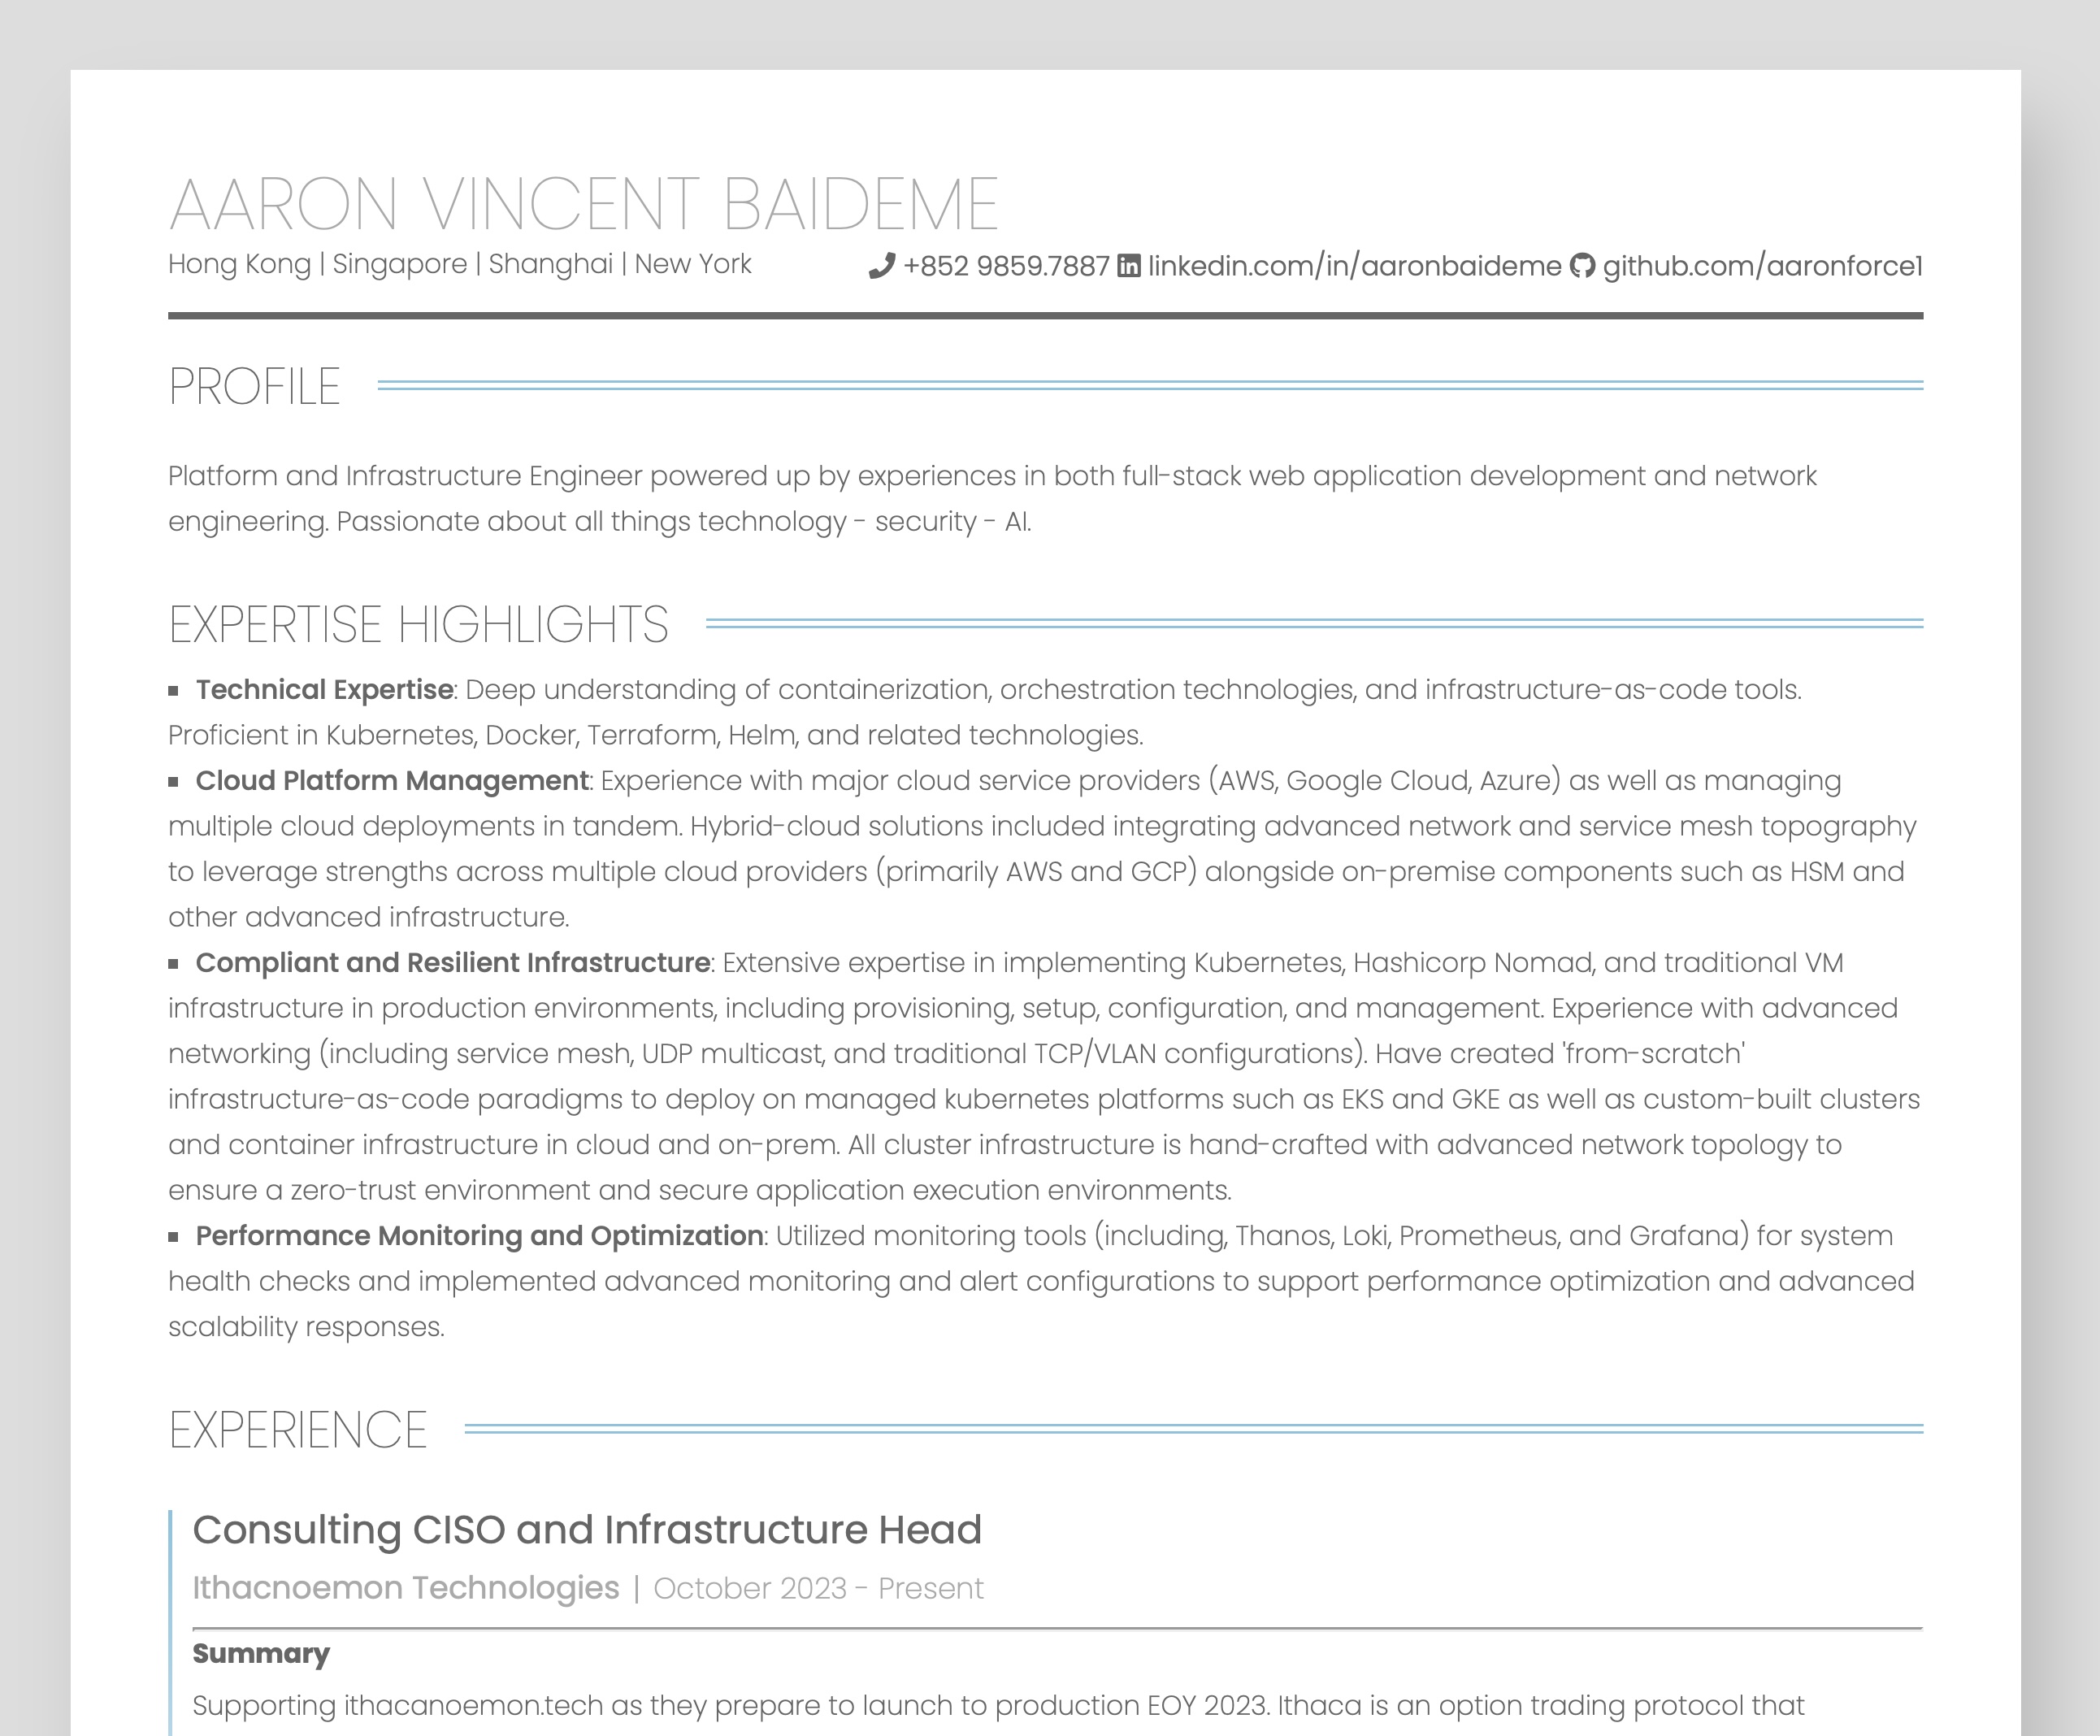 AARON VINCENT BAIDEME
Hong Kong | Singapore | Shanghai | New York
+852 9859.7887 linkedin.com/in/aaronbaideme github.com/aaronforce1
PROFILE
Platform and Infrastructure Engineer powered up by experiences in both full-stack web application development and network
engineering. Passionate about all things technology - security - AI.
EXPERTISE HIGHLIGHTS
▪ Technical Expertise: Deep understanding of containerization, orchestration technologies, and infrastructure-as-code tools.
Proficient in Kubernetes, Docker, Terraform, Helm, and related technologies.
▪ Cloud Platform Management: Experience with major cloud service providers (AWS, Google Cloud, Azure) as well as managing
multiple cloud deployments in tandem. Hybrid-cloud solutions included integrating advanced network and service mesh topography
to leverage strengths across multiple cloud providers (primarily AWS and GCP) alongside on-premise components such as HSM and
other advanced infrastructure.
▪ Compliant and Resilient Infrastructure: Extensive expertise in implementing Kubernetes, Hashicorp Nomad, and traditional VM
infrastructure in production environments, including provisioning, setup, configuration, and management. Experience with advanced
networking (including service mesh, UDP multicast, and traditional TCP/VLAN configurations). Have created 'from-scratch'
infrastructure-as-code paradigms to deploy on managed kubernetes platforms such as EKS and GKE as well as custom-built clusters
and container infrastructure in cloud and on-prem. All cluster infrastructure is hand-crafted with advanced network topology to
ensure a zero-trust environment and secure application execution environments.
▪ Performance Monitoring and Optimization: Utilized monitoring tools (including, Thanos, Loki, Prometheus, and Grafana) for system
health checks and implemented advanced monitoring and alert configurations to support performance optimization and advanced
scalability responses.
EXPERIENCE
Consulting CISO and Infrastructure Head
Ithacnoemon Technologies | October 2023 - Present
Summary
Supporting ithacanoemon.tech as they prepare to launch to production EOY 2023. Ithaca is an option trading protocol that